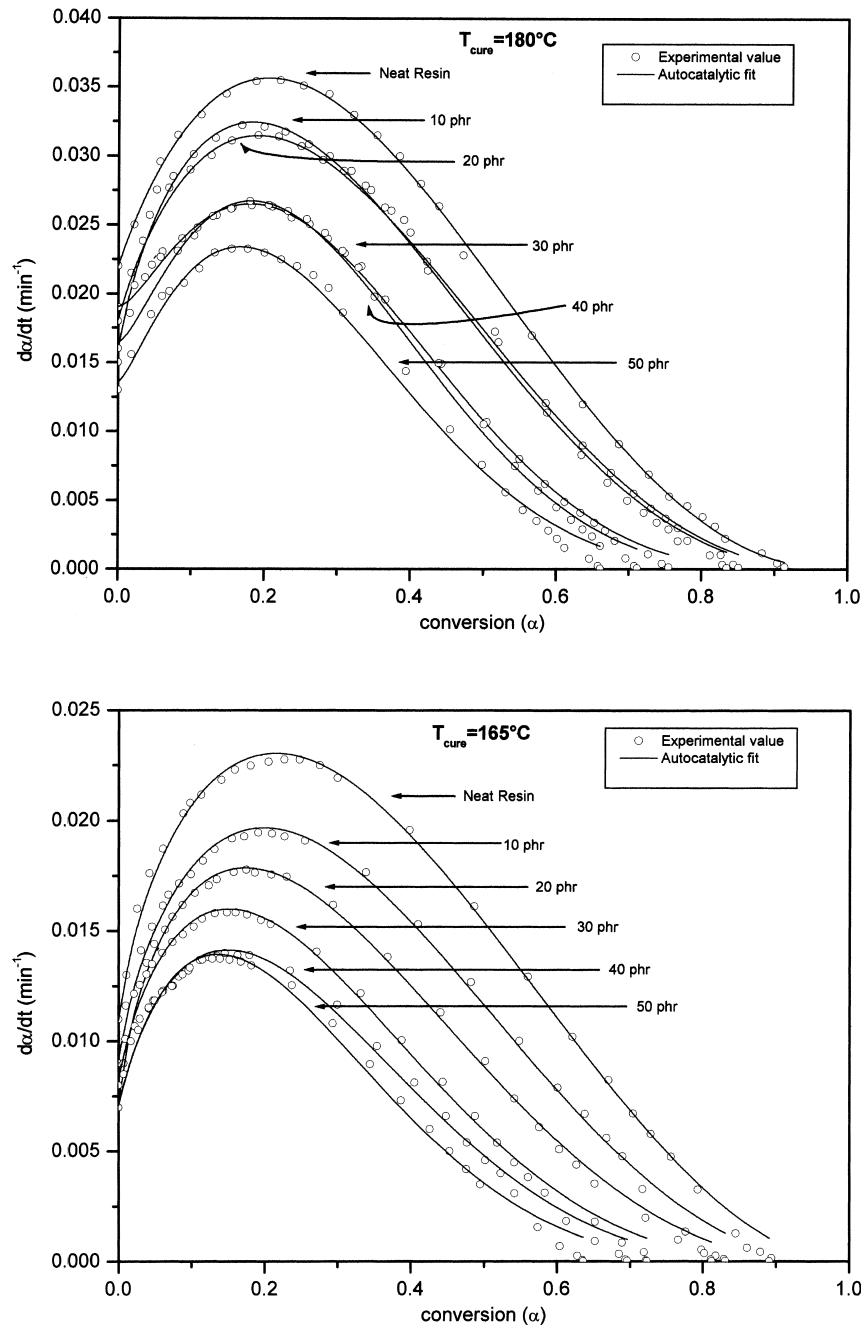 0.040
T_cure=180°C
Experimental value
Autocatalytic fit
0.035
Neat Resin
10 phr
0.030
20 phr
0.025
30 phr
0.020
40 phr
0.015
50 phr
0.010
0.005
0.000
dα/dt (min⁻¹)
0.0 0.2 0.4 0.6 0.8 1.0
conversion (α)
0.025
T_cure=165°C
Experimental value
Autocatalytic fit
Neat Resin
0.020
10 phr
20 phr
0.015
30 phr
40 phr
50 phr
0.010
0.005
0.000
dα/dt (min⁻¹)
0.0 0.2 0.4 0.6 0.8 1.0
conversion (α)